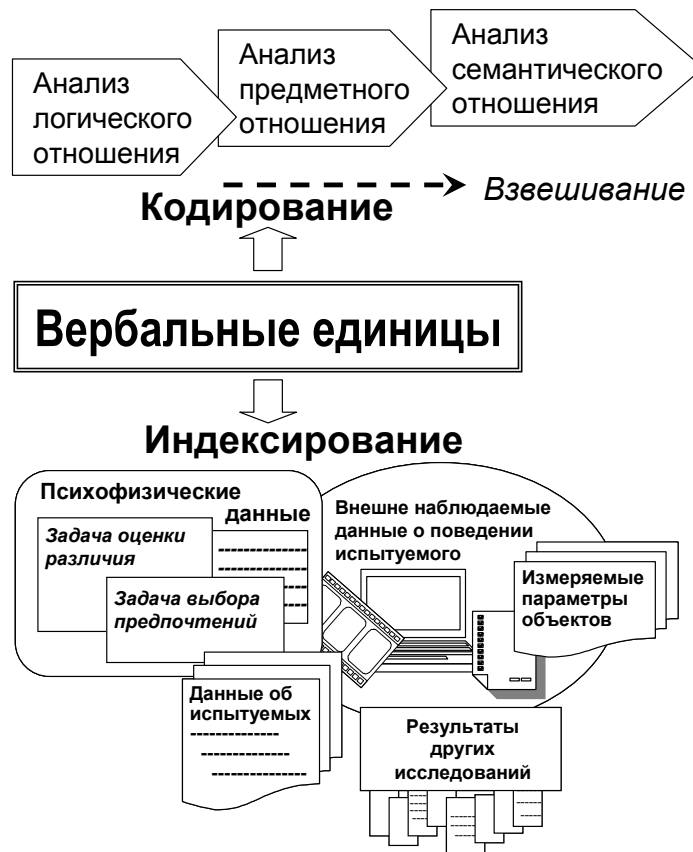 Анализ
логического
отношения
Анализ
предметного
отношения
Анализ
семантического
отношения
Взвешивание
Кодирование
Вербальные единицы
Индексирование
Психофизические
данные
Задача оценки
различия
Задача выбора
предпочтений
Внешне наблюдаемые
данные о поведении
испытуемого
Измеряемые
параметры
объектов
Данные об
испытуемых
Результаты
других
исследований